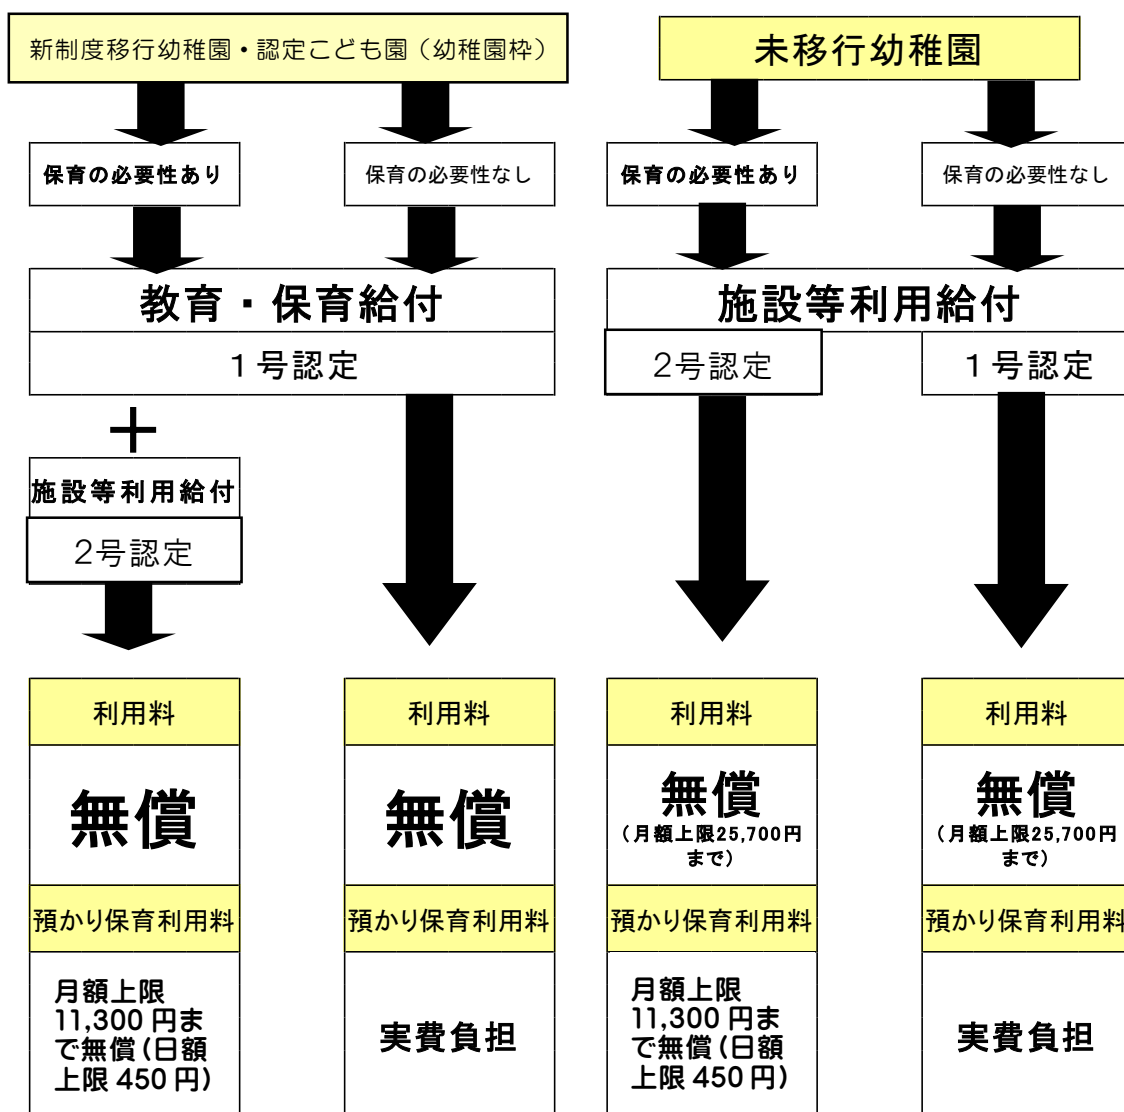 新制度移行幼稚園・認定こども園（幼稚園枠）
未移行幼稚園
保育の必要性あり
保育の必要性なし
保育の必要性あり
保育の必要性なし
教育・保育給付
施設等利用給付
１号認定
2号認定
１号認定
＋
施設等利用給付
2号認定
利用料
利用料
利用料
利用料
無償
無償
無償
（月額上限25,700円
まで）
無償
（月額上限25,700円
まで）
預かり保育利用料
預かり保育利用料
預かり保育利用料
預かり保育利用料
月額上限
11,300 円ま
で無償（日額
上限 450 円）
実費負担
月額上限
11,300 円ま
で無償（日額
上限 450 円）
実費負担